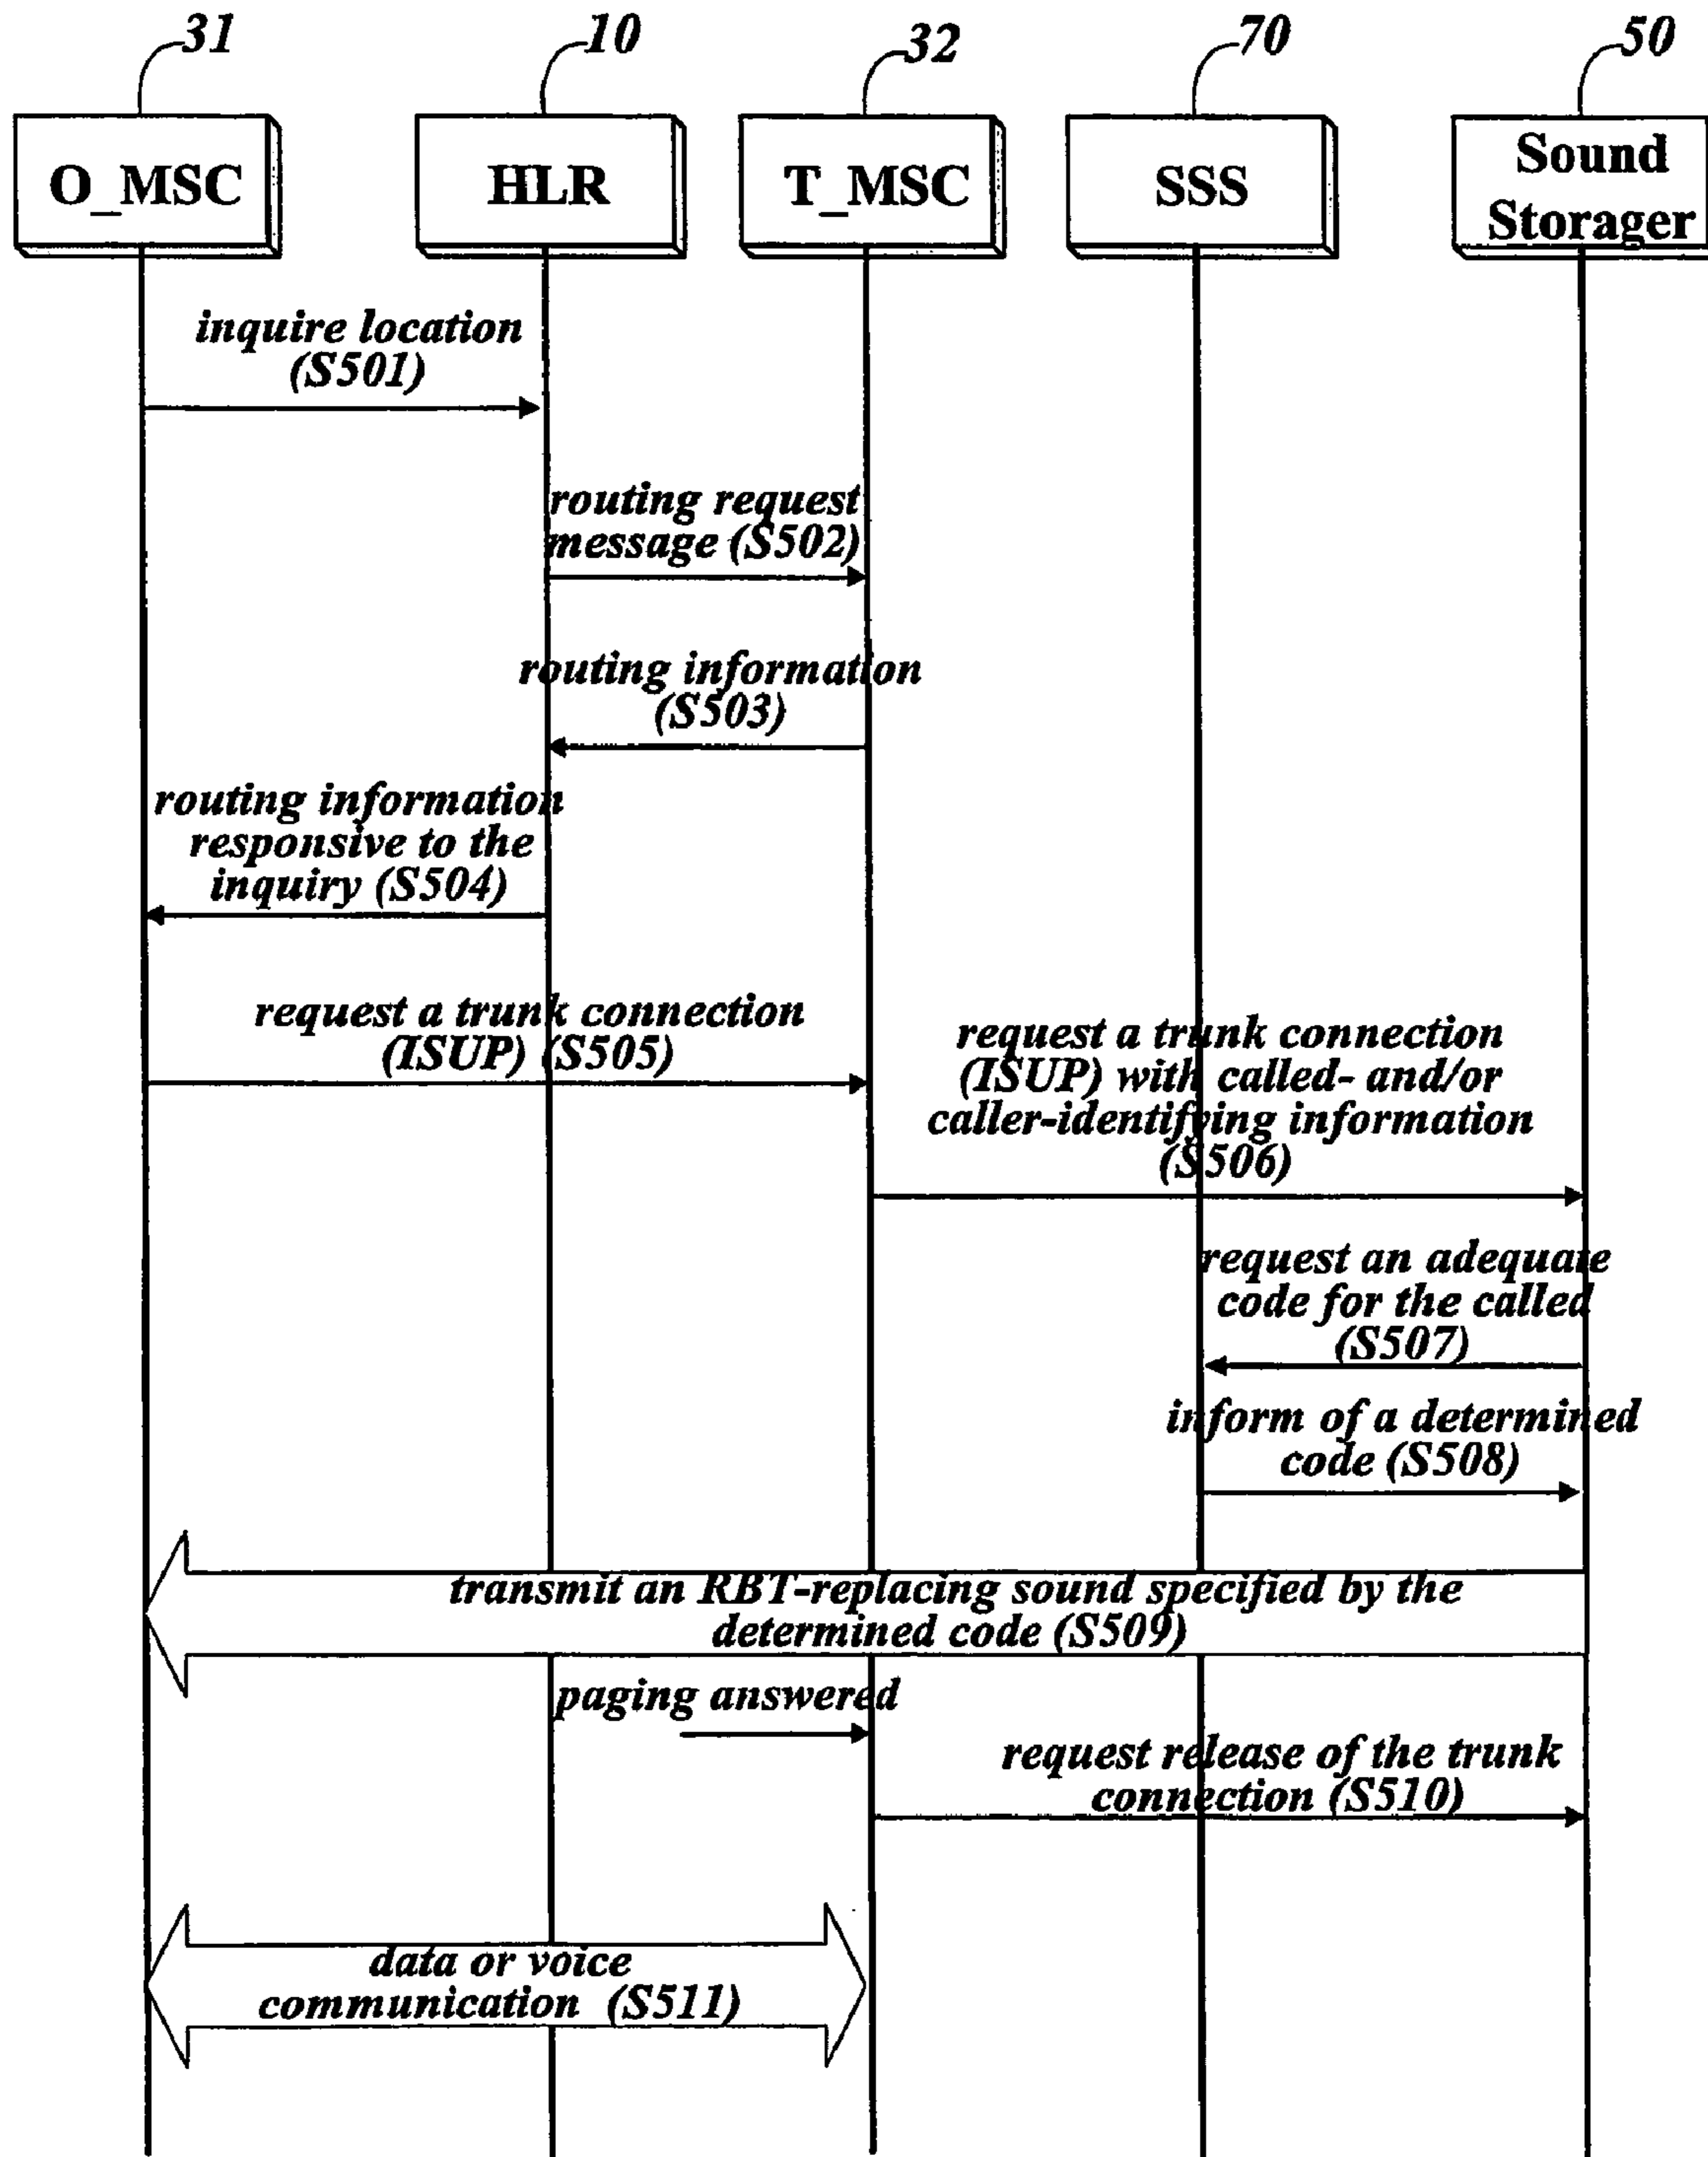 31
10
32
70
50
O_MSC
HLR
T_MSC
SSS
Sound
Storager
inquire location
(S501)
routing request
message (S502)
routing information
(S503)
routing information
responsive to the
inquiry (S504)
request a trunk connection
(ISUP) (S505)
request a trunk connection
(ISUP) with called- and/or
caller-identifying information
(S506)
request an adequate
code for the called
(S507)
inform of a determined
code (S508)
transmit an RBT-replacing sound specified by the
determined code (S509)
paging answered
request release of the trunk
connection (S510)
data or voice
communication (S511)